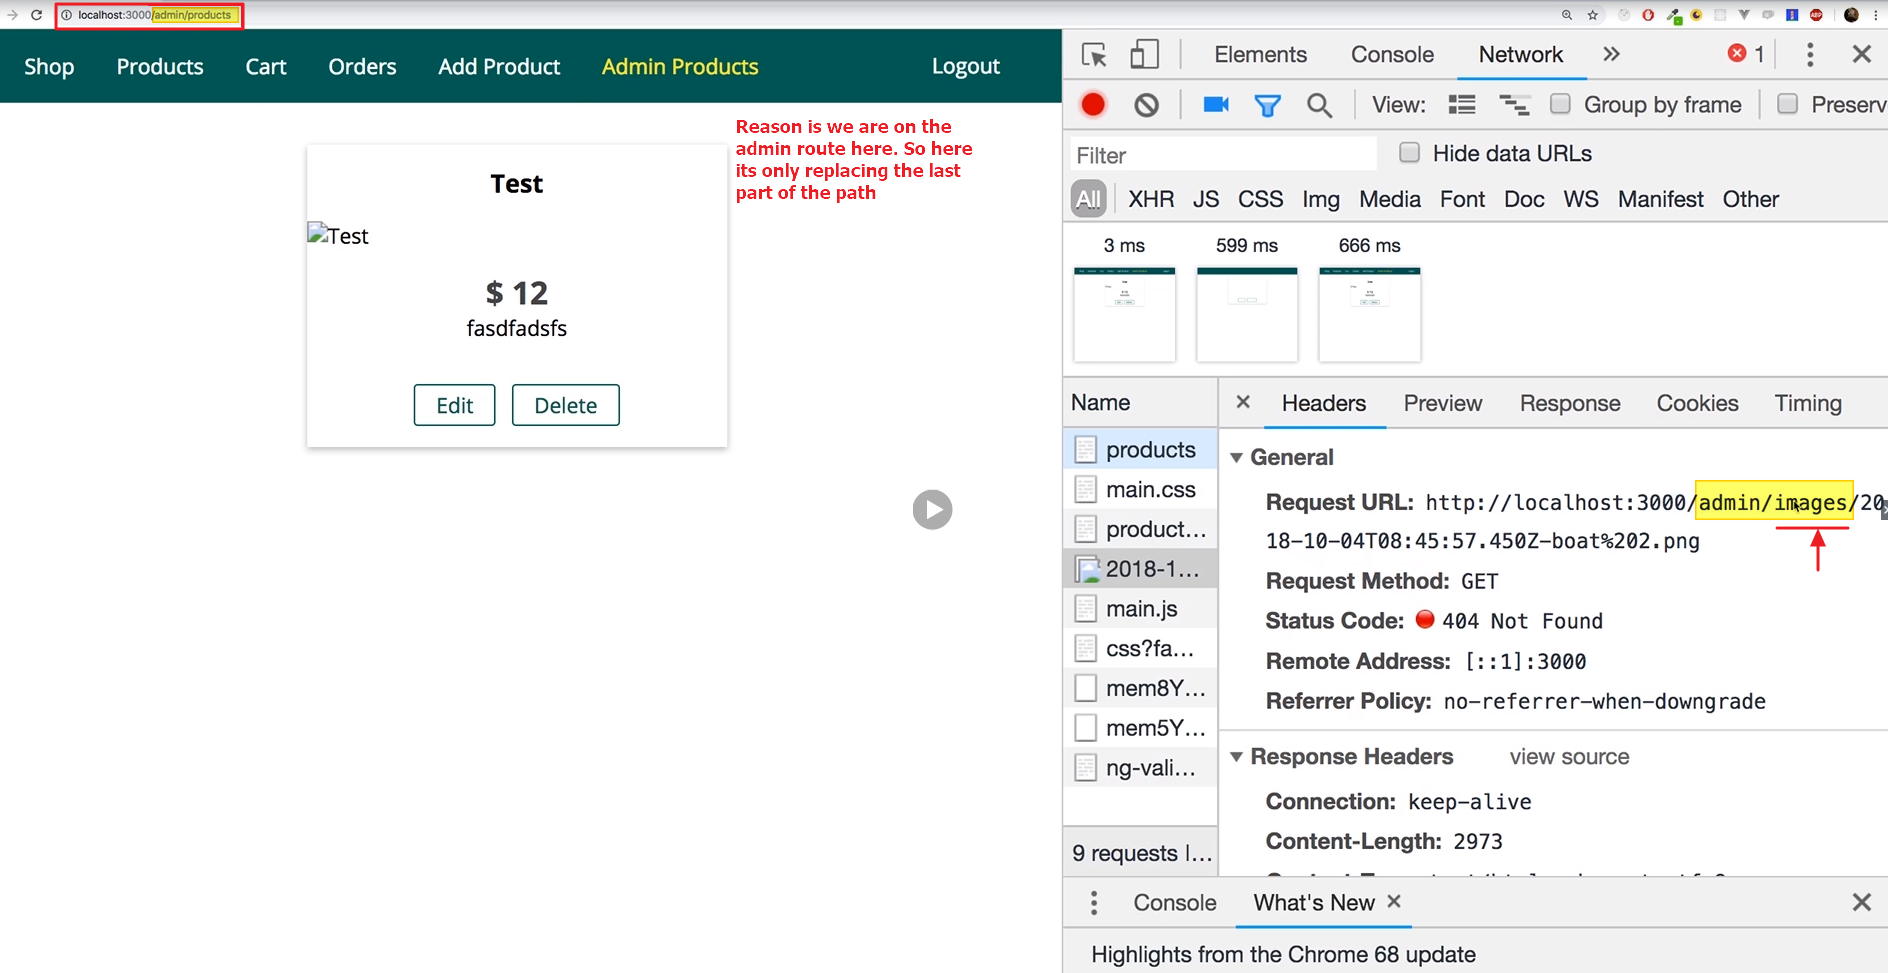 localhost:3000/admin/products
Shop Products Cart Orders Add Product Admin Products Logout
Reason is we are on the
admin route here. So here
its only replacing the last
part of the path
Test
Test
$ 12
fasdfadsfs
Edit Delete
Elements Console Network » 1
View: Group by frame Preserv
Filter Hide data URLs
All XHR JS CSS Img Media Font Doc WS Manifest Other
3 ms 599 ms 666 ms
Name
products
main.css
product...
2018-1...
main.js
css?fa...
mem8Y...
mem5Y...
ng-vali...
9 requests |...
Headers Preview Response Cookies Timing
General
Request URL: http://localhost:3000/admin/images/20
18-10-04T08:45:57.450Z-boat%202.png
Request Method: GET
Status Code: 404 Not Found
Remote Address: [::1]:3000
Referrer Policy: no-referrer-when-downgrade
Response Headers view source
Connection: keep-alive
Content-Length: 2973
Console What's New
Highlights from the Chrome 68 update